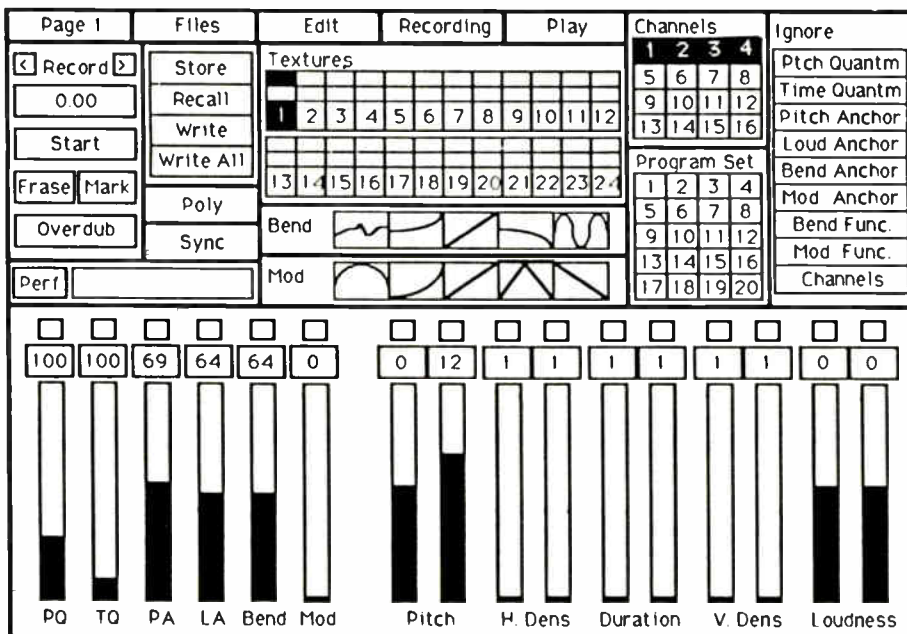 Page 1
Files
Edit
Recording
Play
Channels
Ignore
< Record >
0.00
Start
Erase Mark
Overdub
Perf
Store
Recall
Write
Write All
Poly
Sync
Textures
1 2 3 4 5 6 7 8 9 10 11 12
13 14 15 16 17 18 19 20 21 22 23 24
Bend
Mod
1 2 3 4
5 6 7 8
9 10 11 12
13 14 15 16
Program Set
1 2 3 4
5 6 7 8
9 10 11 12
13 14 15 16
17 18 19 20
Ptch Quantm
Time Quantm
Pitch Anchor
Loud Anchor
Bend Anchor
Mod Anchor
Bend Func.
Mod Func.
Channels
100 100 69 64 64 0 0 12 1 1 1 1 1 1 0 0
PQ TQ PA LA Bend Mod Pitch H. Dens Duration V. Dens Loudness